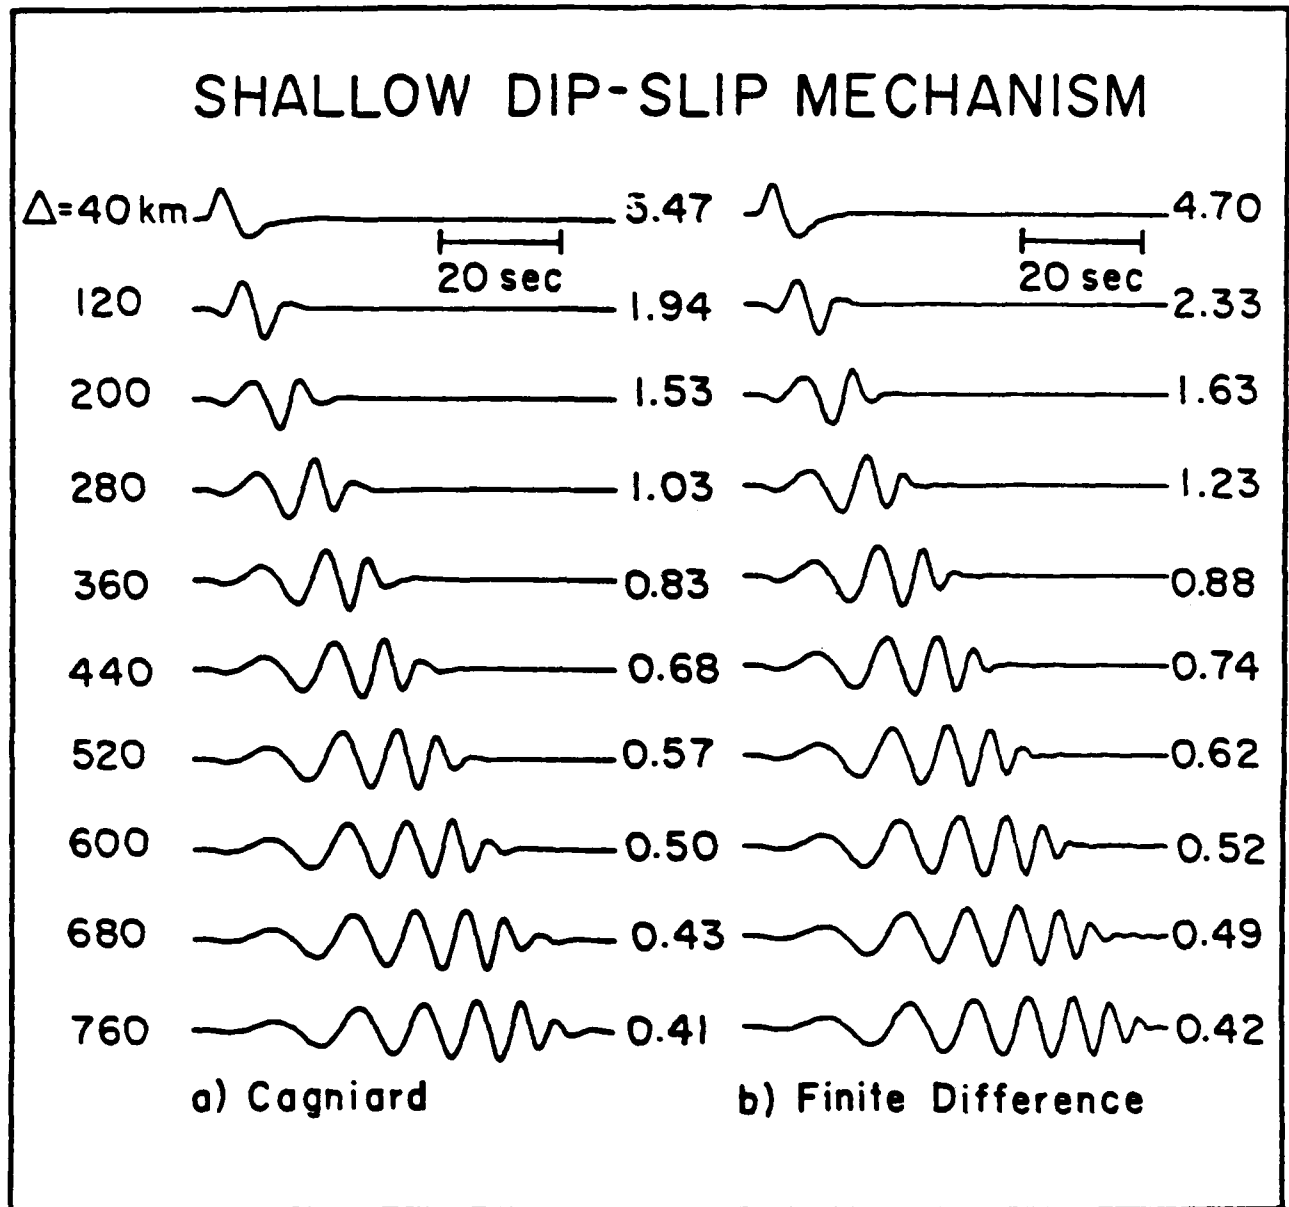 SHALLOW DIP-SLIP MECHANISM
Δ=40 km 4.70
20 sec 20 sec
120 1.94 2.33
200 1.53 1.63
280 1.03 1.23
360 0.83 0.88
440 0.68 0.74
520 0.57 0.62
600 0.50 0.52
680 0.43 0.49
760 0.41 0.42
a) Cagniard b) Finite Difference